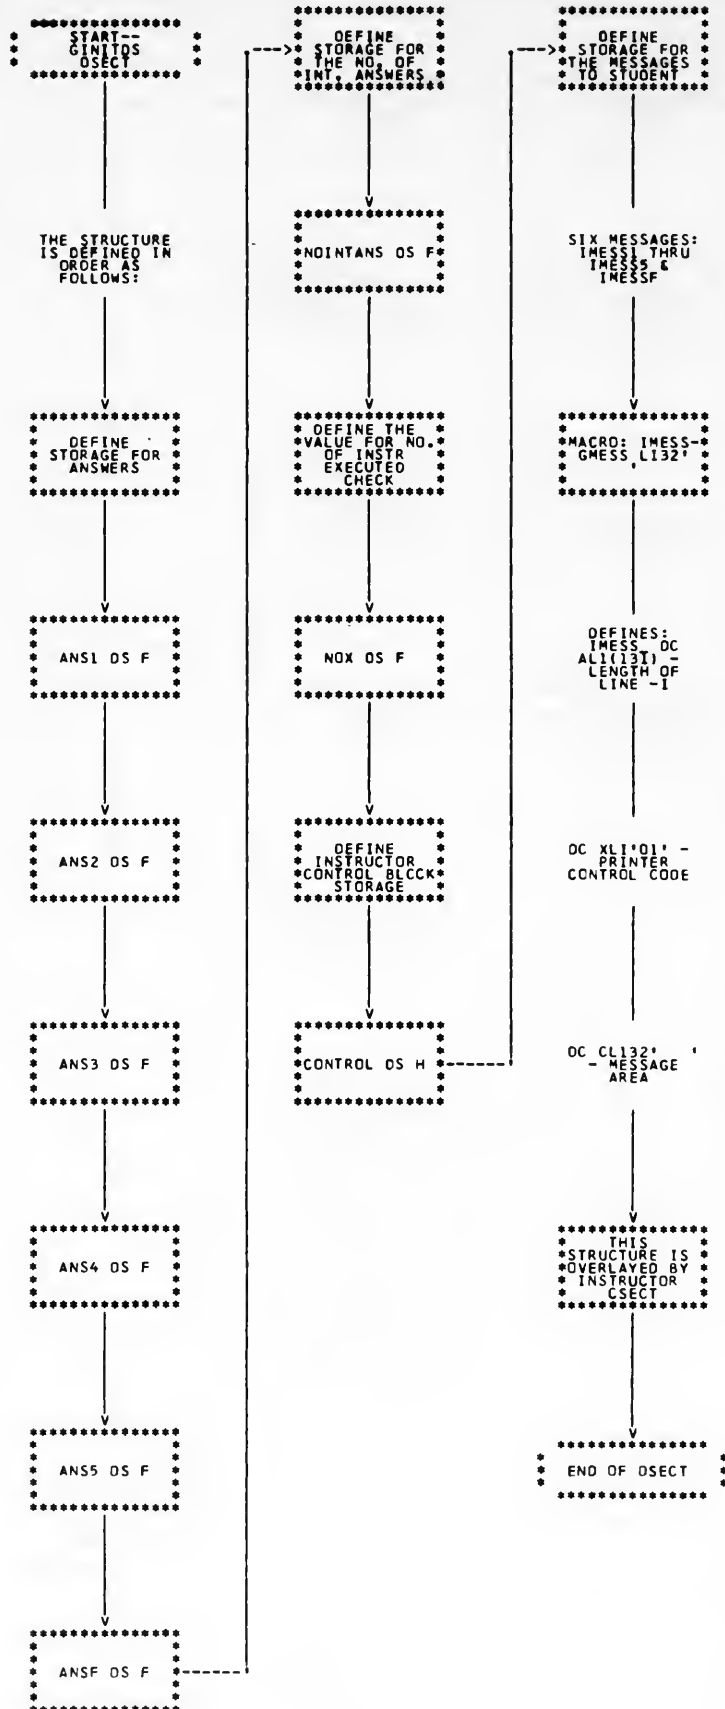 START--
GINITDS
DSECT
THE STRUCTURE
IS DEFINED IN
ORDER AS
FOLLOWS:
DEFINE
STORAGE FOR
ANSWERS
ANS1 DS F
ANS2 DS F
ANS3 DS F
ANS4 DS F
ANS5 DS F
ANSF DS F
DEFINE
STORAGE FOR
THE NO. OF
INT. ANSWERS
NOINTANS DS F
DEFINE THE
VALUE FOR NO.
OF INSTR
EXECUTED
CHECK
NOX DS F
DEFINE
INSTRUCTOR
CONTROL BLOCK
STORAGE
CONTROL DS H
DEFINE
STORAGE FOR
THE MESSAGES
TO STUDENT
SIX MESSAGES:
IMESS1 THRU
IMESS5 &
IMESSF
MACRO: IMESS-
GMESS L132'
'
DEFINES:
IMESS DC
AL1(131) -
LENGTH OF
LINE -1
DC XL1'01' -
PRINTER
CONTROL CODE
DC CL132' '
- MESSAGE
AREA
THIS
STRUCTURE IS
OVERLAYED BY
INSTRUCTOR
CSECT
END OF DSECT